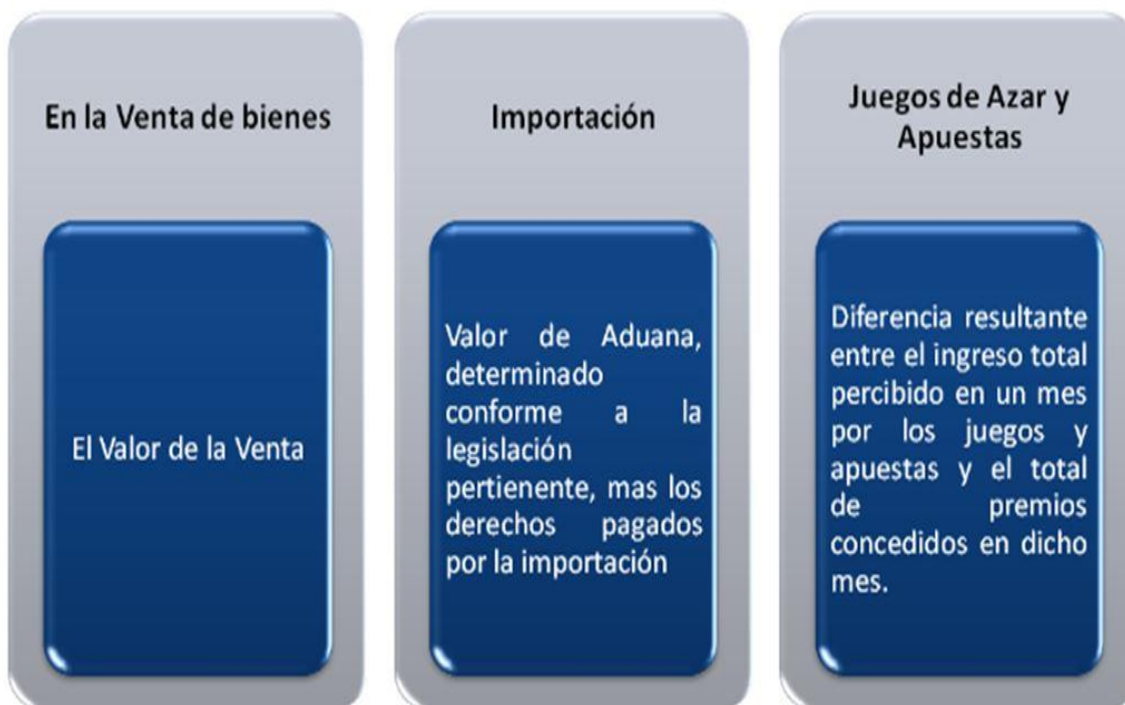 En la Venta de bienes
El Valor de la Venta
Importación
Valor de Aduana,
determinado
conforme a la
legislación
pertienente, mas los
derechos pagados
por la importación
Juegos de Azar y
Apuestas
Diferencia resultante
entre el ingreso total
percibido en un mes
por los juegos y
apuestas y el total
de premios
concedidos en dicho
mes.